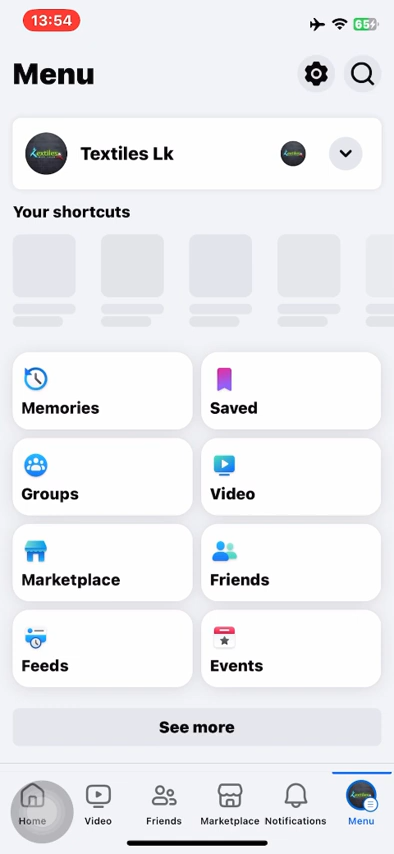 13:54
65
Menu
Textiles Lk
Your shortcuts
Memories
Saved
Groups
Video
Marketplace
Friends
Feeds
Events
See more
Home
Video
Friends
Marketplace
Notifications
Menu